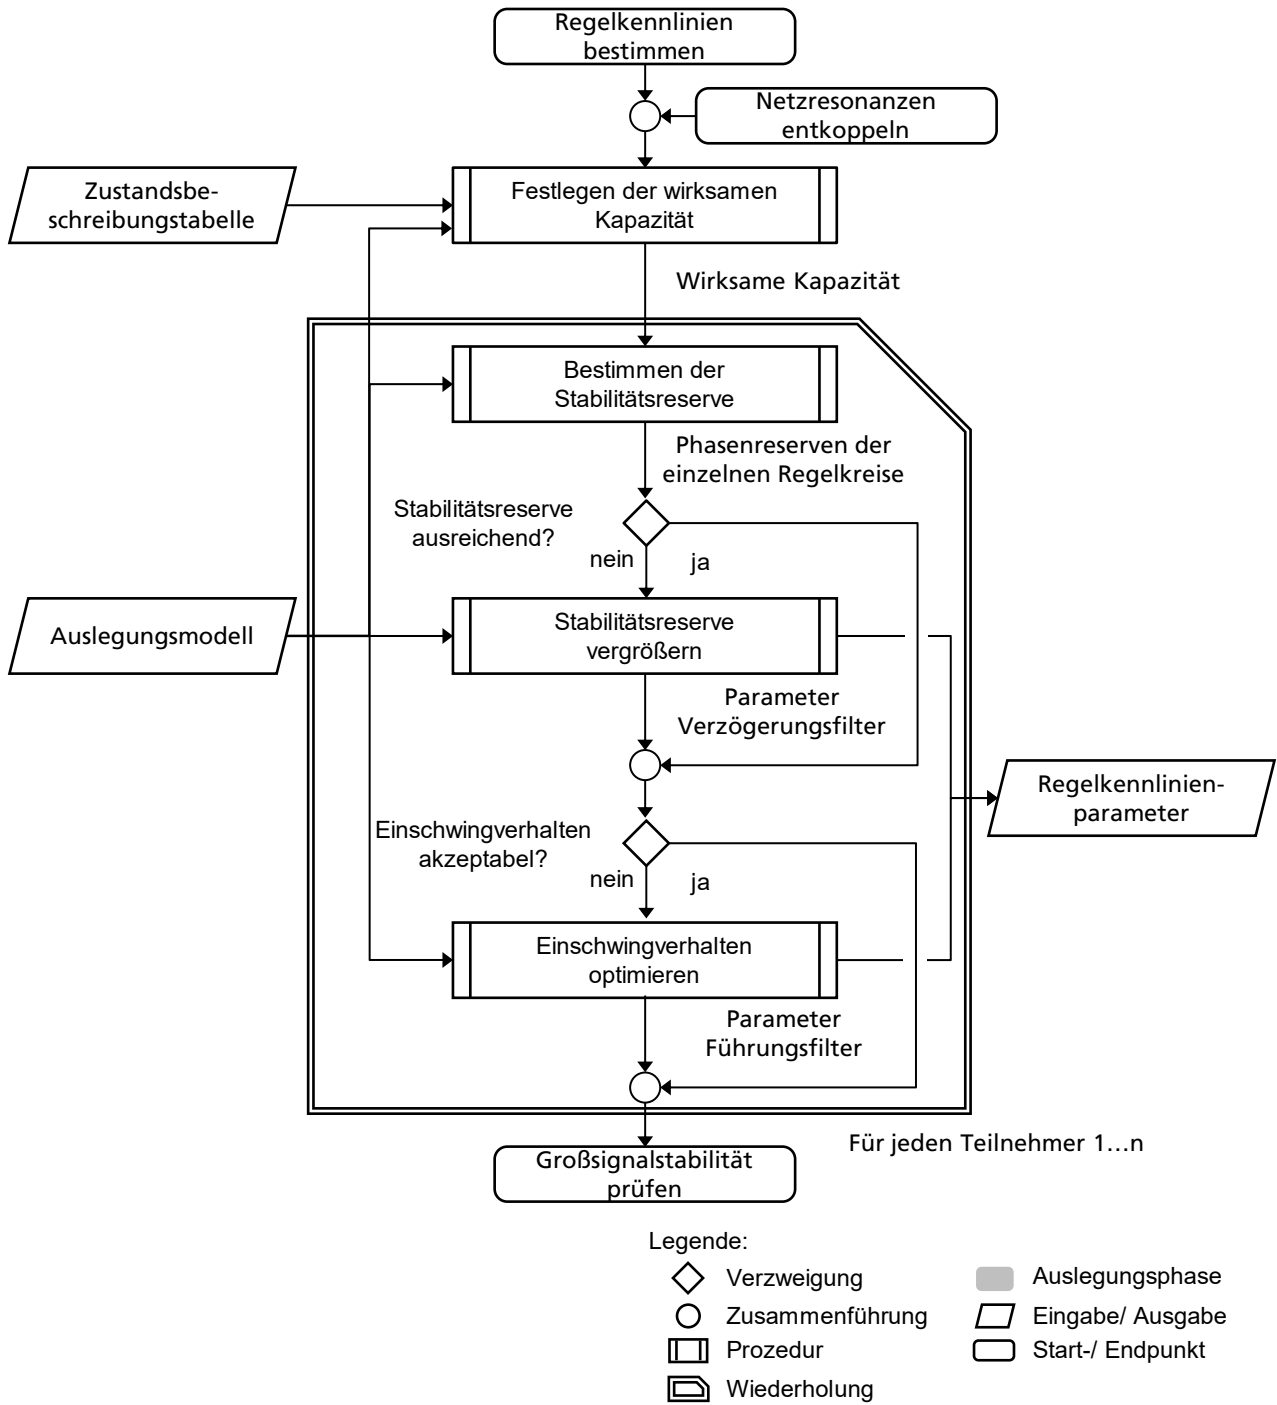 Regelkennlinien
bestimmen
Netzresonanzen
entkoppeln
Zustandsbe-
schreibungstabelle
Festlegen der wirksamen
Kapazität
Wirksame Kapazität
Bestimmen der
Stabilitätsreserve
Phasenreserven der
einzelnen Regelkreise
Stabilitätsreserve
ausreichend?
nein
ja
Auslegungsmodell
Stabilitätsreserve
vergrößern
Parameter
Verzögerungsfilter
Regelkennlinien-
parameter
Einschwingverhalten
akzeptabel?
nein
ja
Einschwingverhalten
optimieren
Parameter
Führungsfilter
Für jeden Teilnehmer 1...n
Großsignalstabilität
prüfen
Legende:
Verzweigung
Auslegungsphase
Zusammenführung
Eingabe/ Ausgabe
Prozedur
Start-/ Endpunkt
Wiederholung